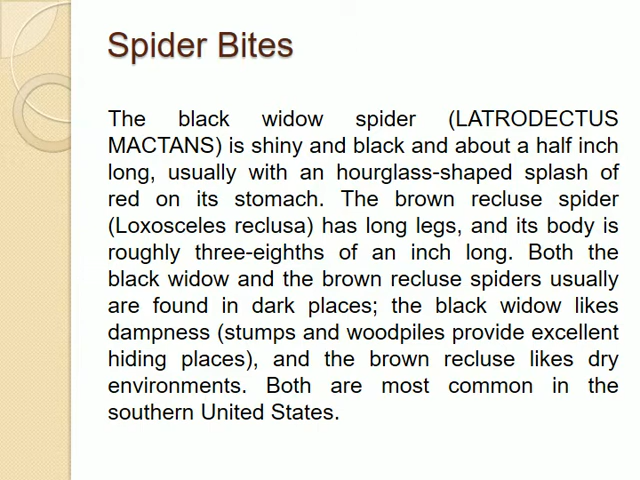 Spider Bites
The black widow spider (LATRODECTUS
MACTANS) is shiny and black and about a half inch
long, usually with an hourglass-shaped splash of
red on its stomach. The brown recluse spider
(Loxosceles reclusa) has long legs, and its body is
roughly three-eighths of an inch long. Both the
black widow and the brown recluse spiders usually
are found in dark places; the black widow likes
dampness (stumps and woodpiles provide excellent
hiding places), and the brown recluse likes dry
environments. Both are most common in the
southern United States.